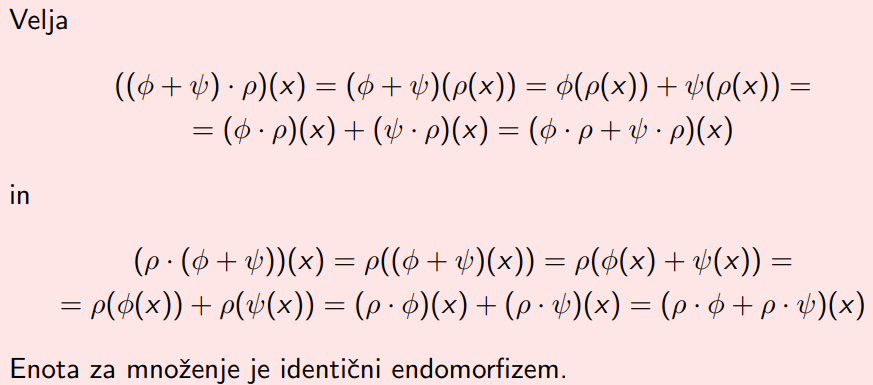 Velja
((ϕ + ψ) · ρ)(x) = (ϕ + ψ)(ρ(x)) = ϕ(ρ(x)) + ψ(ρ(x)) =
= (ϕ · ρ)(x) + (ψ · ρ)(x) = (ϕ · ρ + ψ · ρ)(x)
in
(ρ · (ϕ + ψ))(x) = ρ((ϕ + ψ)(x)) = ρ(ϕ(x) + ψ(x)) =
= ρ(ϕ(x)) + ρ(ψ(x)) = (ρ · ϕ)(x) + (ρ · ψ)(x) = (ρ · ϕ + ρ · ψ)(x)
Enota za množenje je identični endomorfizem.